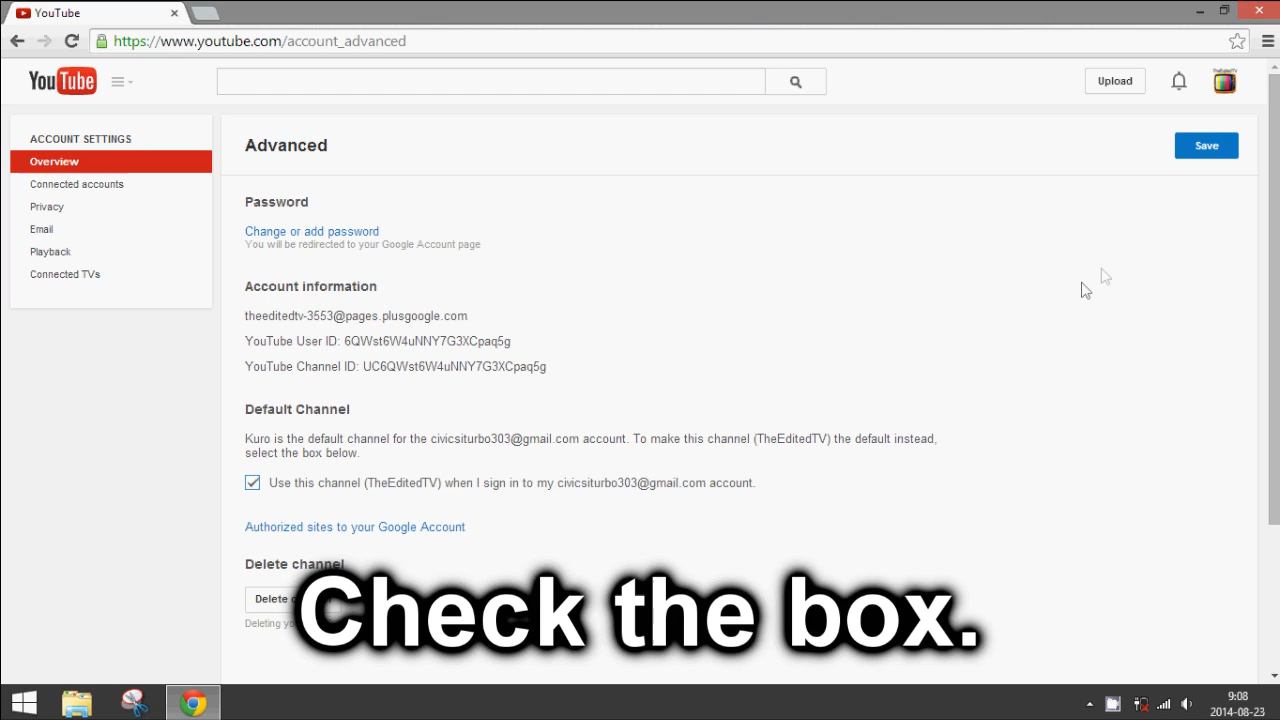 YouTube
https://www.youtube.com/account_advanced
YouTube
Upload
TheEditedTV
ACCOUNT SETTINGS
Overview
Connected accounts
Privacy
Email
Playback
Connected TVs
Advanced
Save
Password
Change or add password
You will be redirected to your Google Account page
Account information
theeditedtv-3553@pages.plusgoogle.com
YouTube User ID: 6QWst6W4uNNY7G3XCpaq5g
YouTube Channel ID: UC6QWst6W4uNNY7G3XCpaq5g
Default Channel
Kuro is the default channel for the civicsiturbo303@gmail.com account. To make this channel (TheEditedTV) the default instead,
select the box below.
Use this channel (TheEditedTV) when I sign in to my civicsiturbo303@gmail.com account.
Authorized sites to your Google Account
Delete channel
Delete
Deleting
Check the box.
9:08
2014-08-23